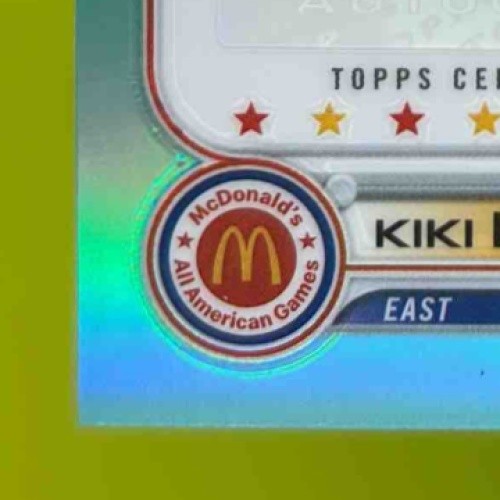 TOPPS CE
McDonald's
All American Games
KIKI
EAST